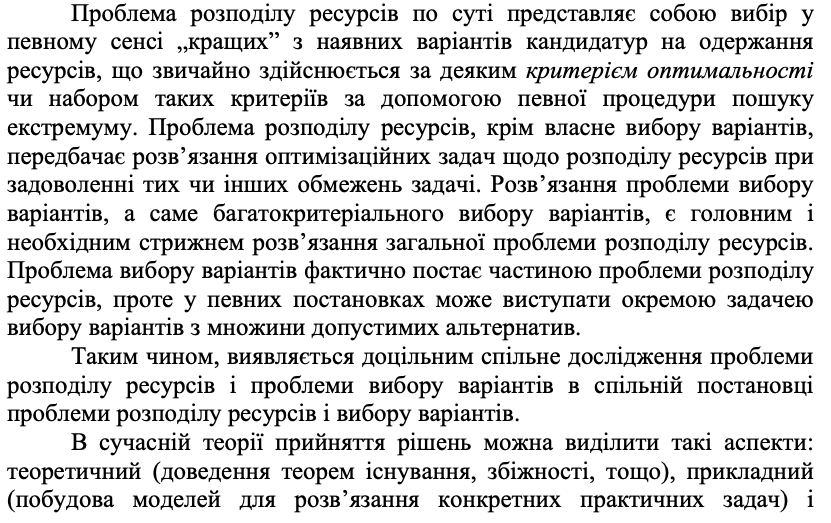 Проблема розподілу ресурсів по суті представляє собою вибір у
певному сенсі „кращих” з наявних варіантів кандидатур на одержання
ресурсів, що звичайно здійснюється за деяким критерієм оптимальності
чи набором таких критеріїв за допомогою певної процедури пошуку
екстремуму. Проблема розподілу ресурсів, крім власне вибору варіантів,
передбачає розв’язання оптимізаційних задач щодо розподілу ресурсів при
задоволенні тих чи інших обмежень задачі. Розв’язання проблеми вибору
варіантів, а саме багатокритеріального вибору варіантів, є головним і
необхідним стрижнем розв’язання загальної проблеми розподілу ресурсів.
Проблема вибору варіантів фактично постає частиною проблеми розподілу
ресурсів, проте у певних постановках може виступати окремою задачею
вибору варіантів з множини допустимих альтернатив.
Таким чином, виявляється доцільним спільне дослідження проблеми
розподілу ресурсів і проблеми вибору варіантів в спільній постановці
проблеми розподілу ресурсів і вибору варіантів.
В сучасній теорії прийняття рішень можна виділити такі аспекти:
теоретичний (доведення теорем існування, збіжності, тощо), прикладний
(побудова моделей для розв’язання конкретних практичних задач) і